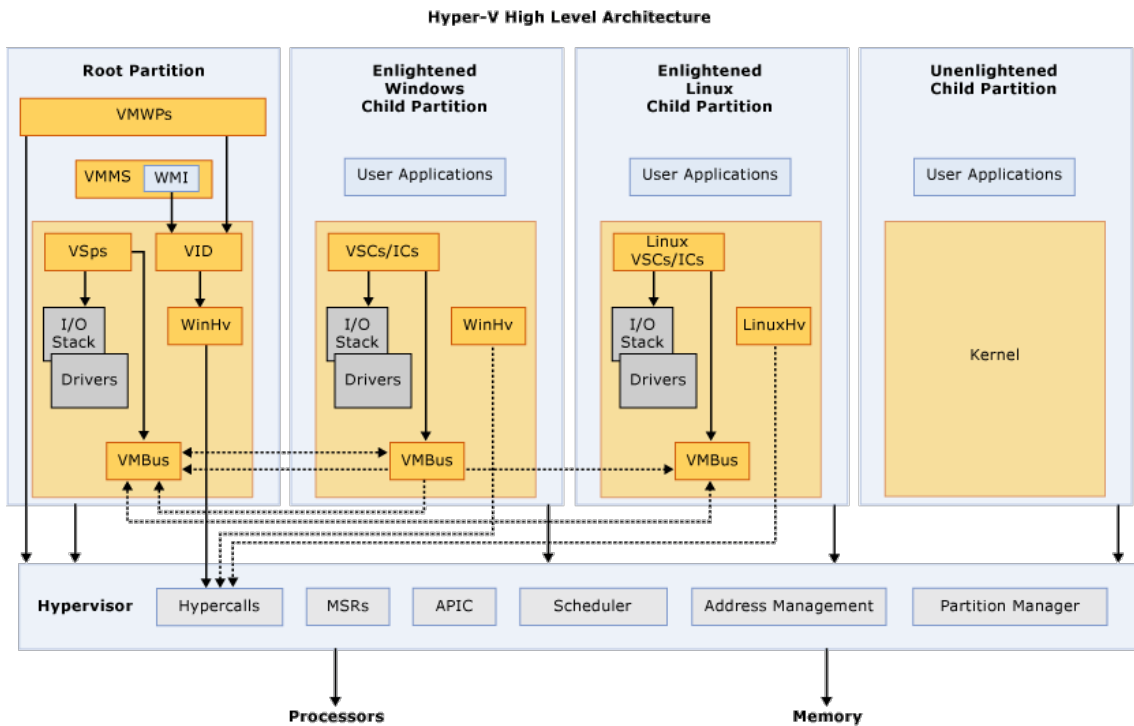 Hyper-V High Level Architecture
Root Partition
VMWPs
VMMS
WMI
VSps
VID
I/O
Stack
WinHv
Drivers
VMBus
Enlightened
Windows
Child Partition
User Applications
VSCs/ICs
I/O
Stack
WinHv
Drivers
VMBus
Enlightened
Linux
Child Partition
User Applications
Linux
VSCs/ICs
I/O
Stack
LinuxHv
Drivers
VMBus
Unenlightened
Child Partition
User Applications
Kernel
Hypervisor
Hypercalls
MSRs
APIC
Scheduler
Address Management
Partition Manager
Processors
Memory